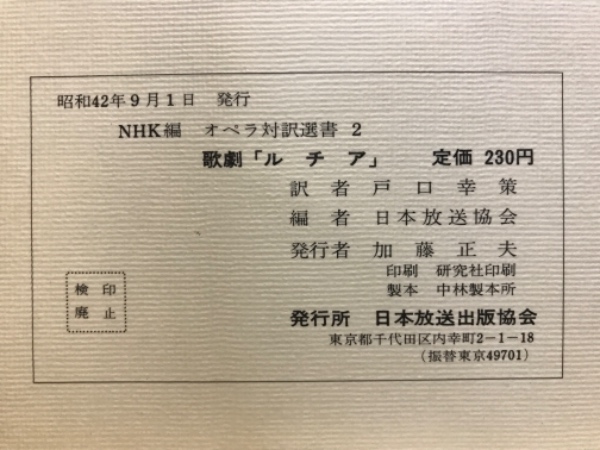 昭和42年9月1日 発行
NHK編 オペラ対訳選書 2
歌劇「ルチア」 定価 230円
訳者 戸口幸策
編者 日本放送協会
発行者 加藤正夫
印刷 研究社印刷
製本 中林製本所
検印
廃止
発行所 日本放送出版協会
東京都千代田区内幸町2-1-18
(振替東京49701)